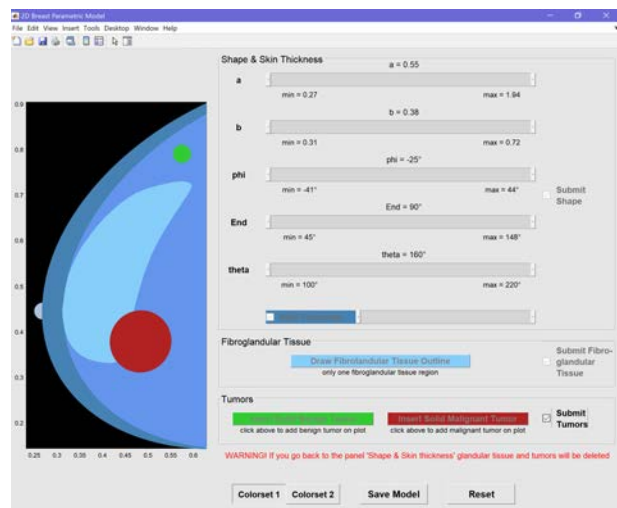 2D Breast Parametric Model
File Edit View Insert Tools Desktop Window Help
Shape & Skin Thickness
a = 0.55
a
min = 0.27 max = 1.94
b = 0.38
b
min = 0.31 max = 0.72
phi = -25°
phi
min = -41° max = 44°
Submit
Shape
End = 90°
End
min = 45° max = 148°
theta = 160°
theta
min = 100° max = 220°
0.9
0.8
0.7
0.6
0.5
0.4
0.3
0.2
0.25 0.3 0.35 0.4 0.45 0.5 0.55 0.6
Fibroglandular Tissue
Draw Fibrolandular Tissue Outline
only one fibroglandular tissue region
Submit Fibro-
glandular
Tissue
Tumors
click above to add benign tumor on plot
Insert Solid Malignant Tumor
click above to add malignant tumor on plot
Submit
Tumors
WARNING! If you go back to the panel 'Shape & Skin thickness' glandular tissue and tumors will be deleted
Colorset 1 Colorset 2 Save Model Reset